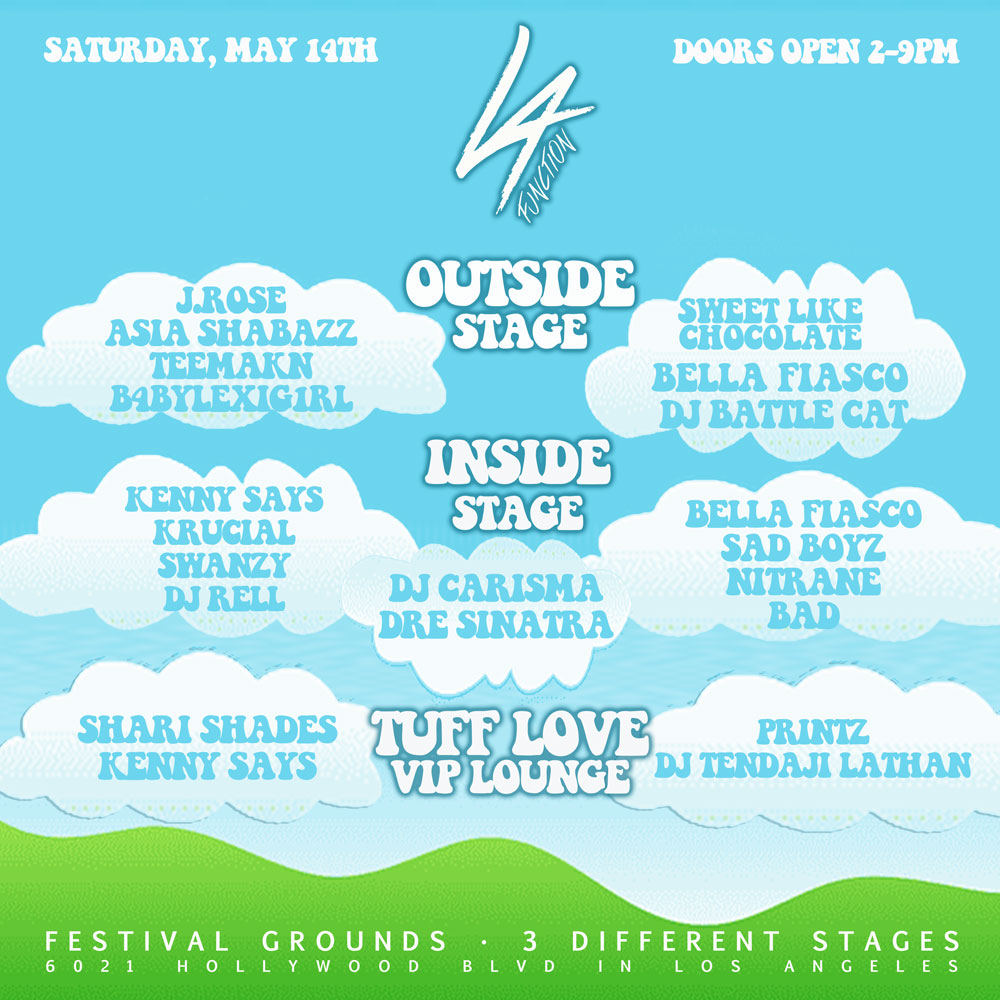 SATURDAY, MAY 14TH
DOORS OPEN 2-9PM
LA
FUNCTION
OUTSIDE
STAGE
J.ROSE
ASIA SHABAZZ
TEEMAKN
B4BYLEXIG1RL
SWEET LIKE
CHOCOLATE
BELLA FIASCO
DJ BATTLE CAT
INSIDE
STAGE
KENNY SAYS
KRUCIAL
SWANZY
DJ RELL
DJ CARISMA
DRE SINATRA
BELLA FIASCO
SAD BOYZ
NITRANE
BAD
TUFF LOVE
VIP LOUNGE
SHARI SHADES
KENNY SAYS
PRINTZ
DJ TENDAJI LATHAN
FESTIVAL GROUNDS · 3 DIFFERENT STAGES
6021 HOLLYWOOD BLVD IN LOS ANGELES